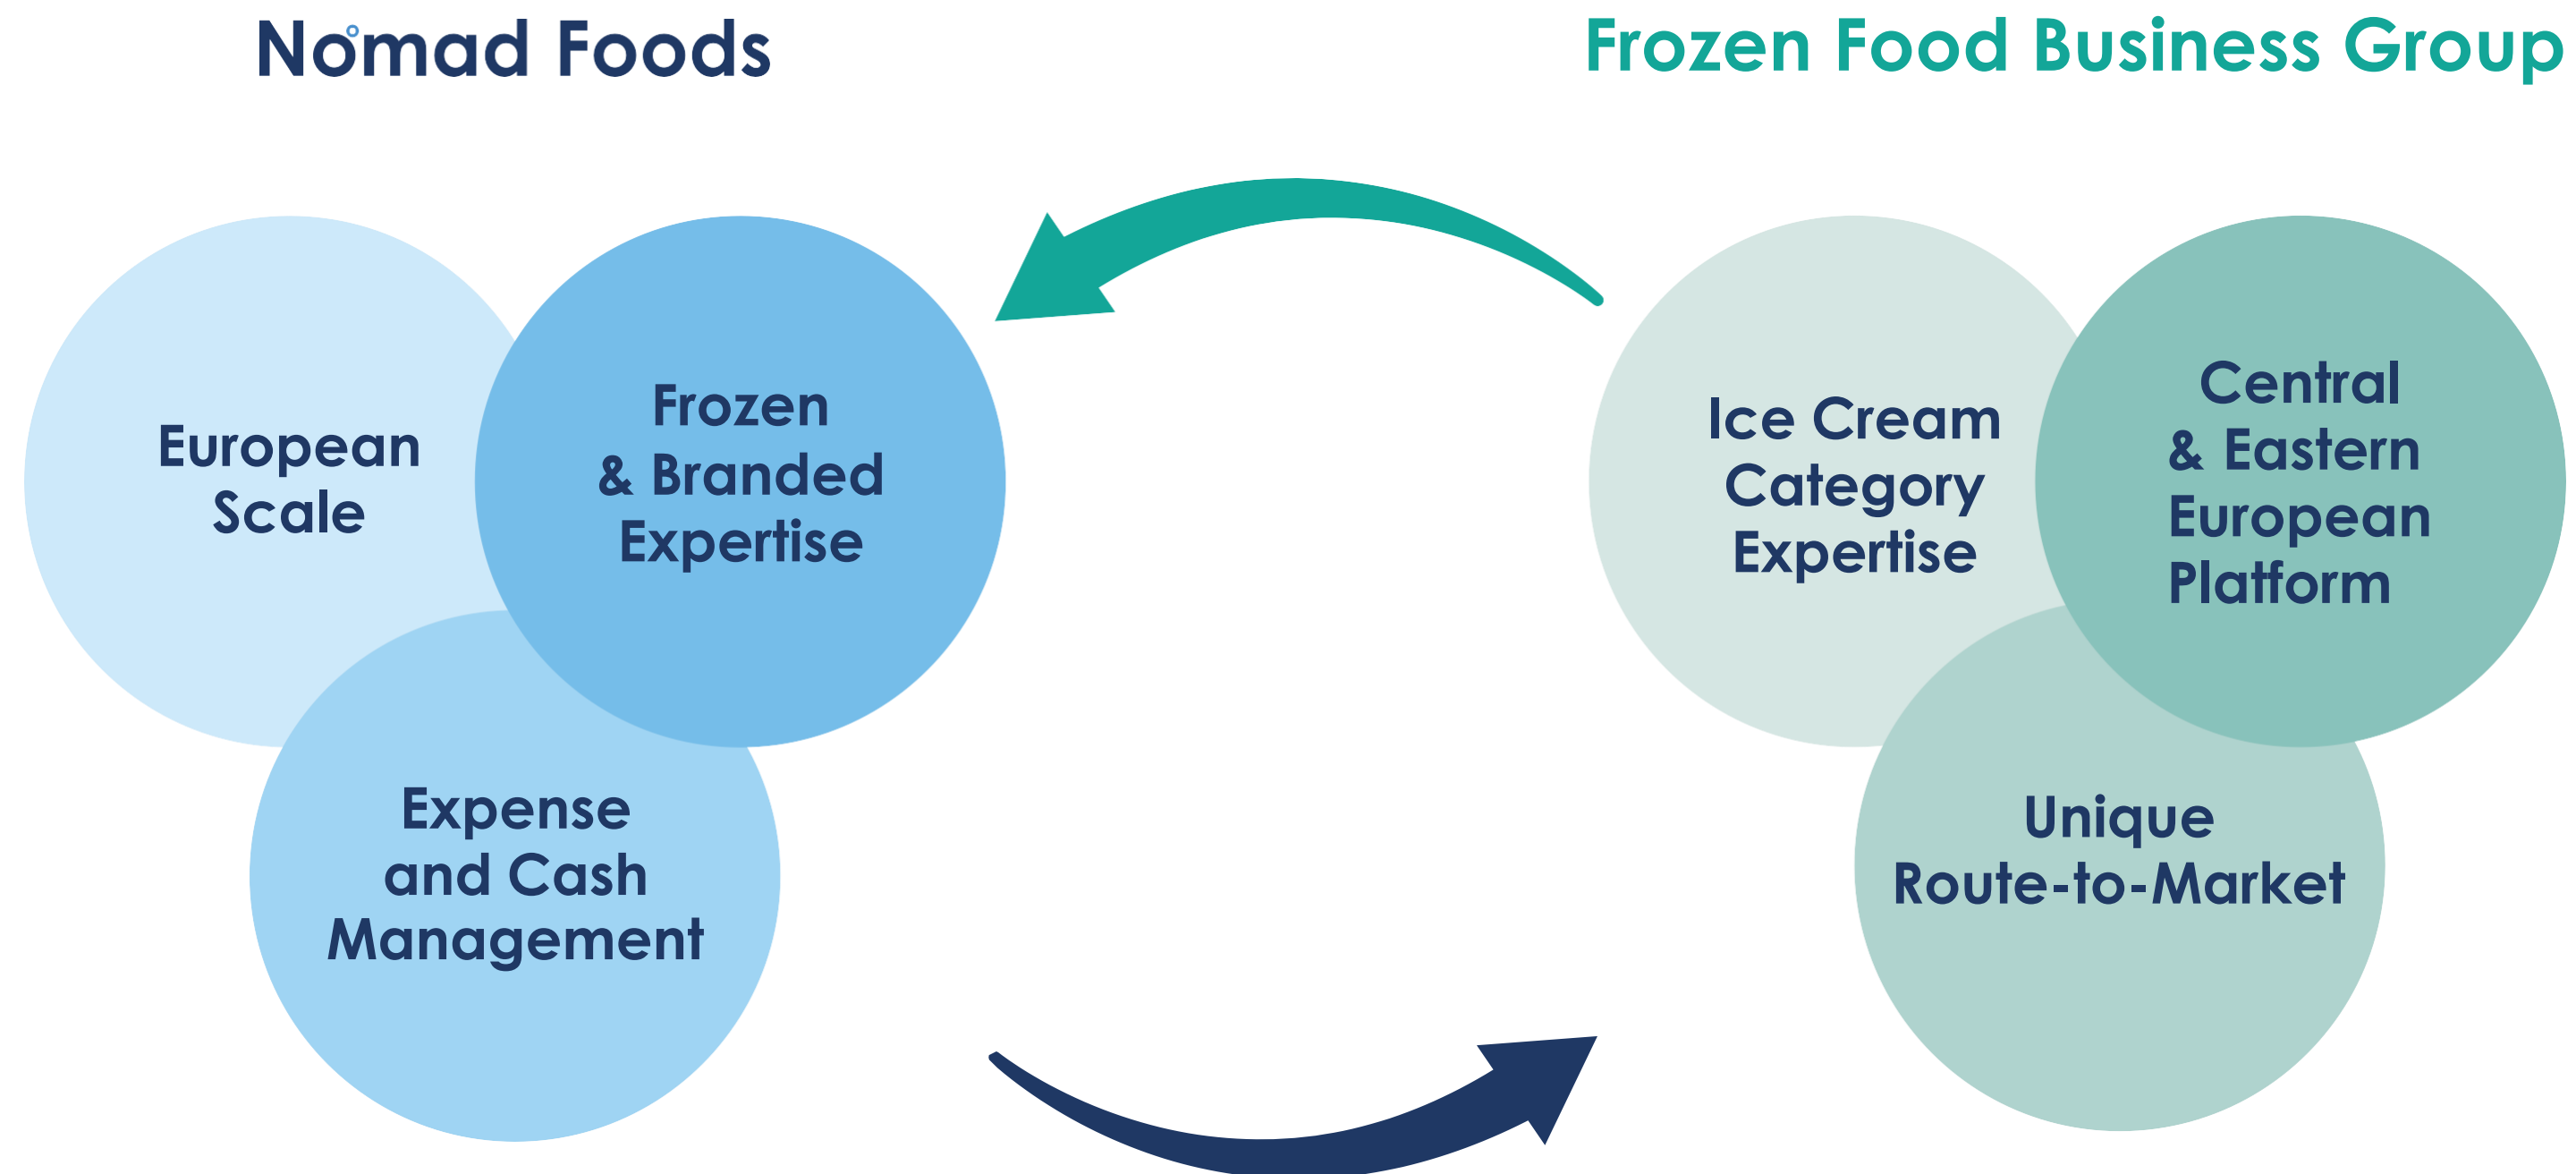 Nomad Foods
Frozen Food Business Group
European
Scale
Frozen
& Branded
Expertise
Expense
and Cash
Management
Ice Cream
Category
Expertise
Central
& Eastern
European
Platform
Unique
Route-to-Market